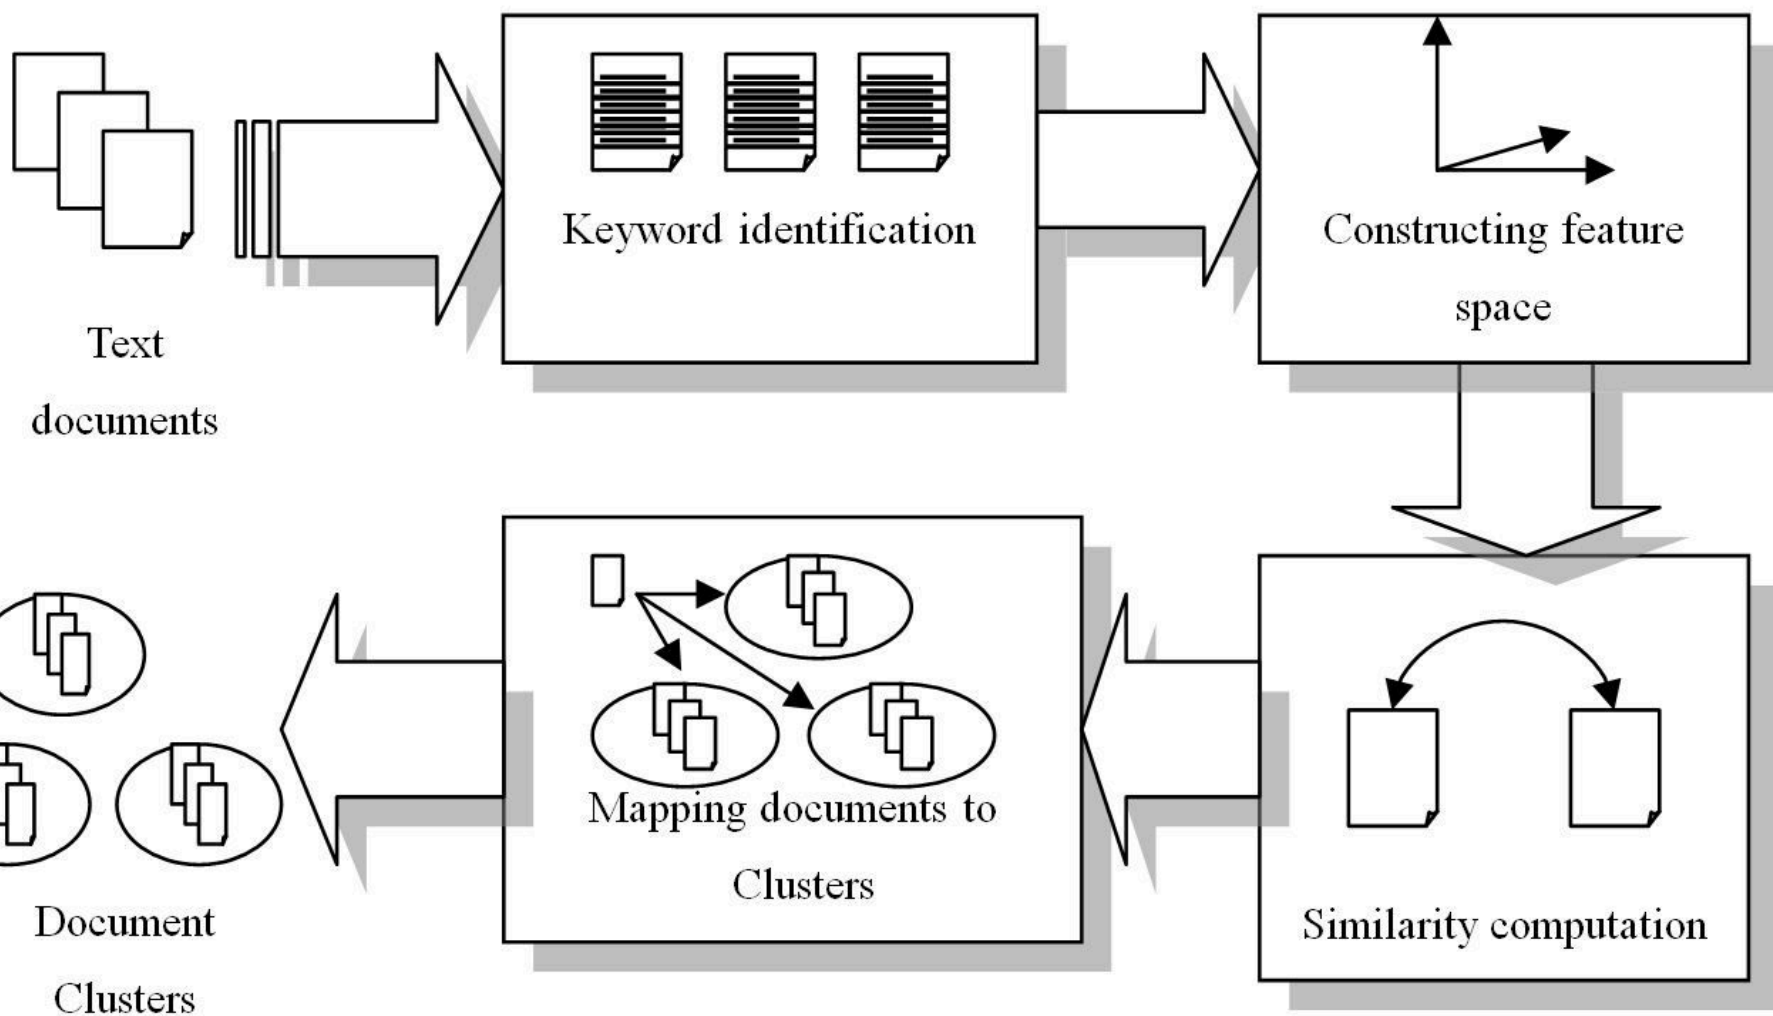 Keyword identification
Constructing feature
space
Text
documents
Mapping documents to
Clusters
Similarity computation
Document
Clusters